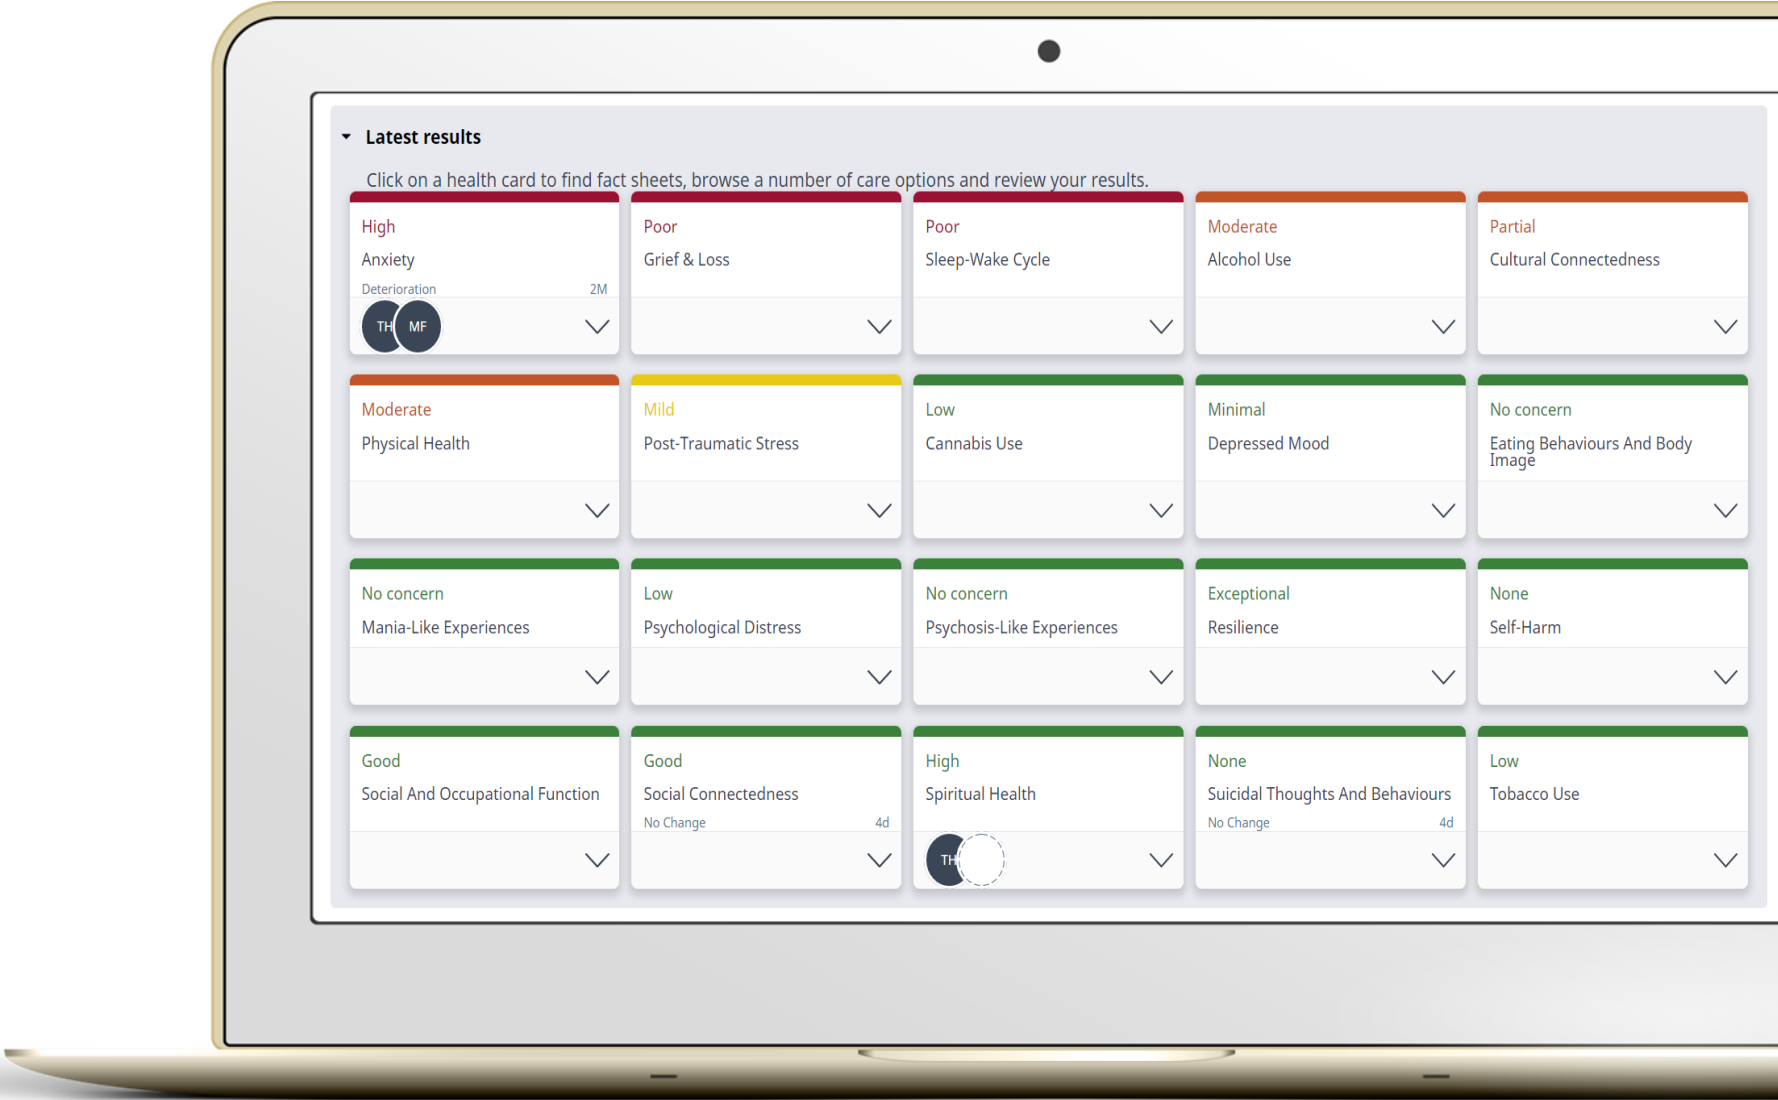 Latest results
Click on a health card to find fact sheets, browse a number of care options and review your results.
High
Anxiety
Deterioration 2M
TH MF
Poor
Grief & Loss
Poor
Sleep-Wake Cycle
Moderate
Alcohol Use
Partial
Cultural Connectedness
Moderate
Physical Health
Mild
Post-Traumatic Stress
Low
Cannabis Use
Minimal
Depressed Mood
No concern
Eating Behaviours And Body
Image
No concern
Mania-Like Experiences
Low
Psychological Distress
No concern
Psychosis-Like Experiences
Exceptional
Resilience
None
Self-Harm
Good
Social And Occupational Function
Good
Social Connectedness
No Change 4d
High
Spiritual Health
TH
None
Suicidal Thoughts And Behaviours
No Change 4d
Low
Tobacco Use